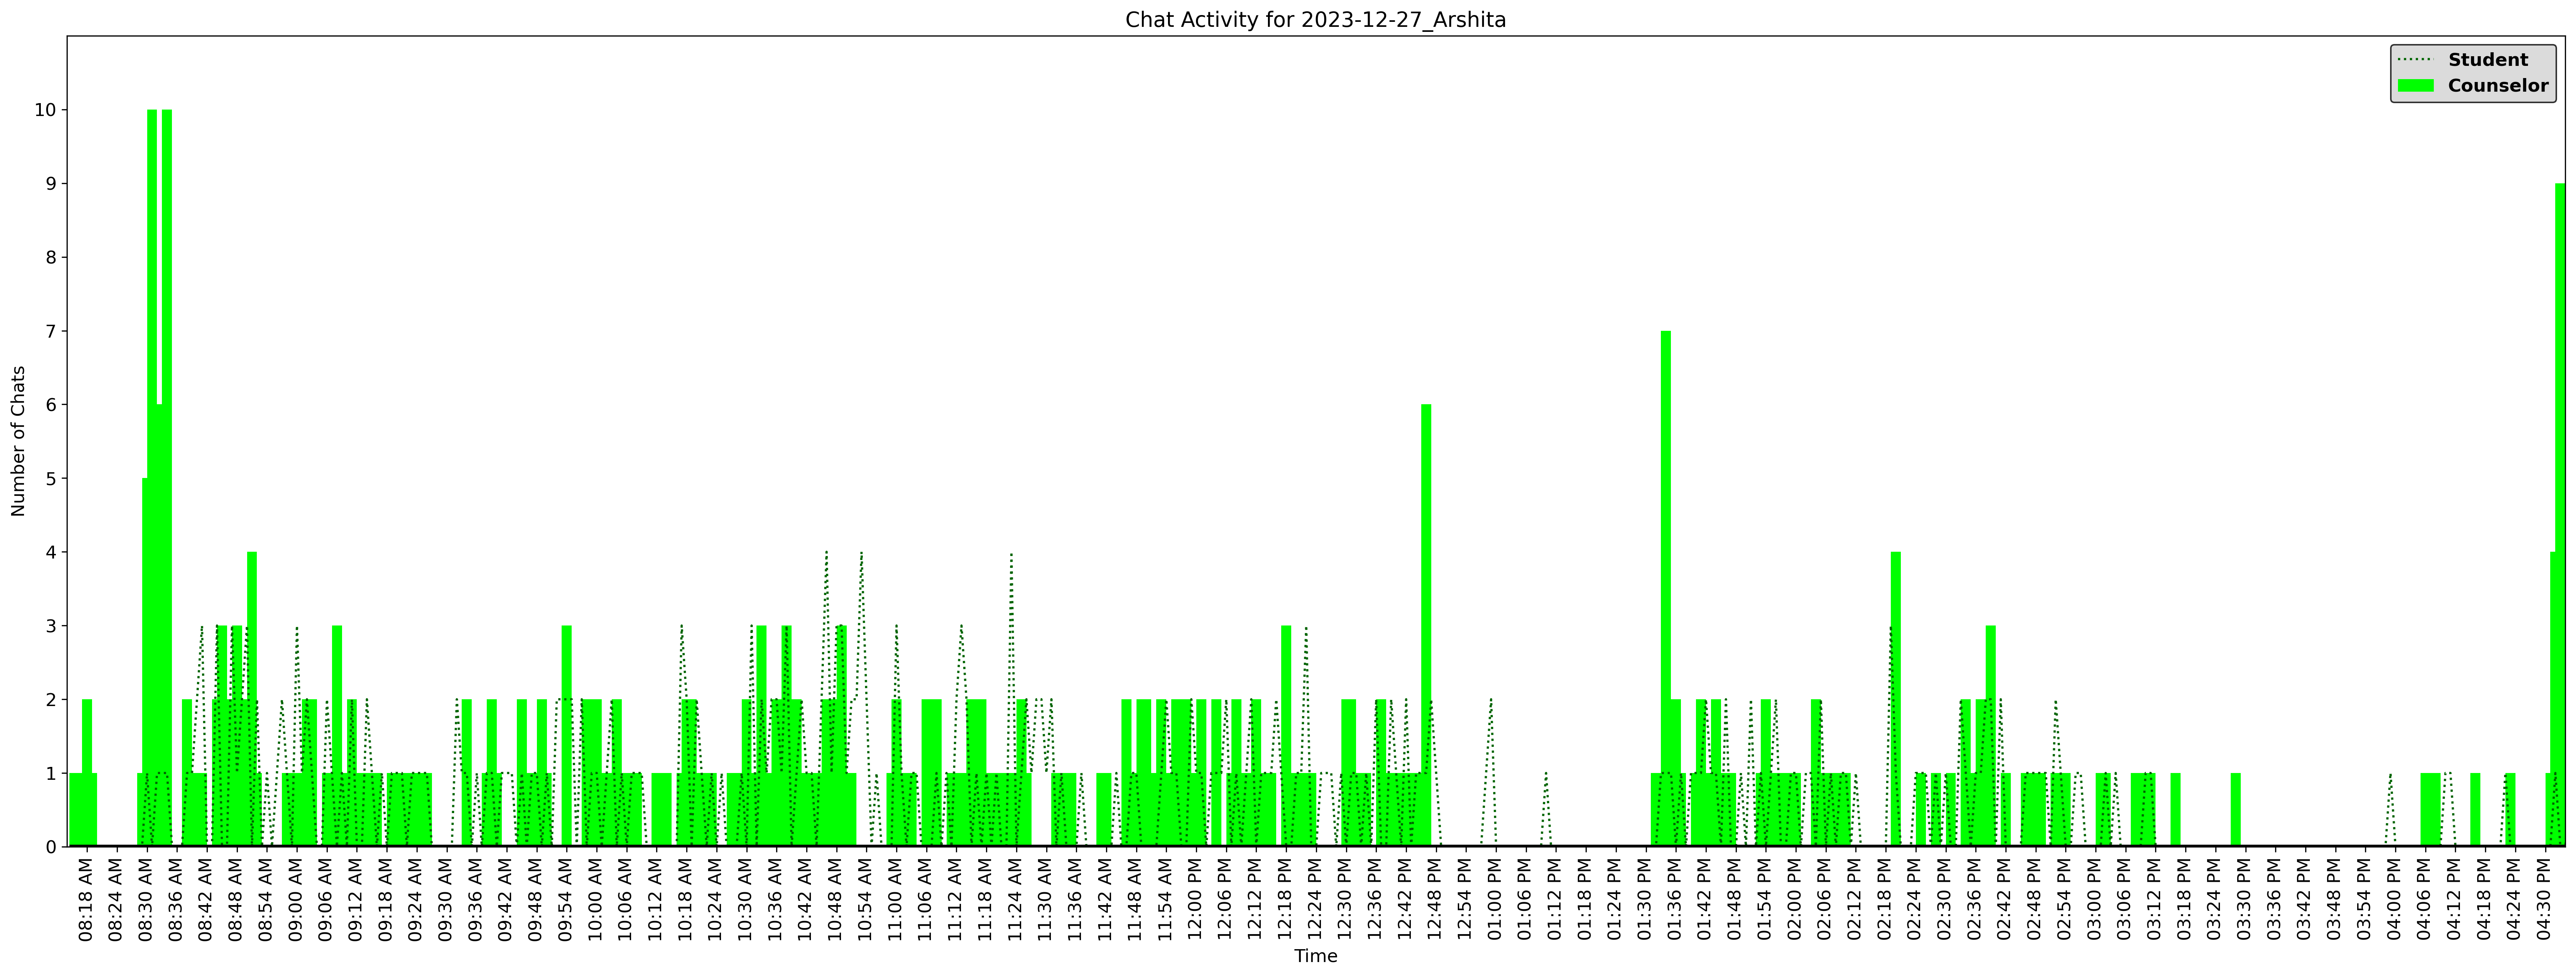 Chat Activity for 2023-12-27_Arshita
Student
Counselor
Number of Chats
10
9
8
7
6
5
4
3
2
1
0
08:18 AM
08:24 AM
08:30 AM
08:36 AM
08:42 AM
08:48 AM
08:54 AM
09:00 AM
09:06 AM
09:12 AM
09:18 AM
09:24 AM
09:30 AM
09:36 AM
09:42 AM
09:48 AM
09:54 AM
10:00 AM
10:06 AM
10:12 AM
10:18 AM
10:24 AM
10:30 AM
10:36 AM
10:42 AM
10:48 AM
10:54 AM
11:00 AM
11:06 AM
11:12 AM
11:18 AM
11:24 AM
11:30 AM
11:36 AM
11:42 AM
11:48 AM
11:54 AM
12:00 PM
12:06 PM
12:12 PM
12:18 PM
12:24 PM
12:30 PM
12:36 PM
12:42 PM
12:48 PM
12:54 PM
01:00 PM
01:06 PM
01:12 PM
01:18 PM
01:24 PM
01:30 PM
01:36 PM
01:42 PM
01:48 PM
01:54 PM
02:00 PM
02:06 PM
02:12 PM
02:18 PM
02:24 PM
02:30 PM
02:36 PM
02:42 PM
02:48 PM
02:54 PM
03:00 PM
03:06 PM
03:12 PM
03:18 PM
03:24 PM
03:30 PM
03:36 PM
03:42 PM
03:48 PM
03:54 PM
04:00 PM
04:06 PM
04:12 PM
04:18 PM
04:24 PM
04:30 PM
Time